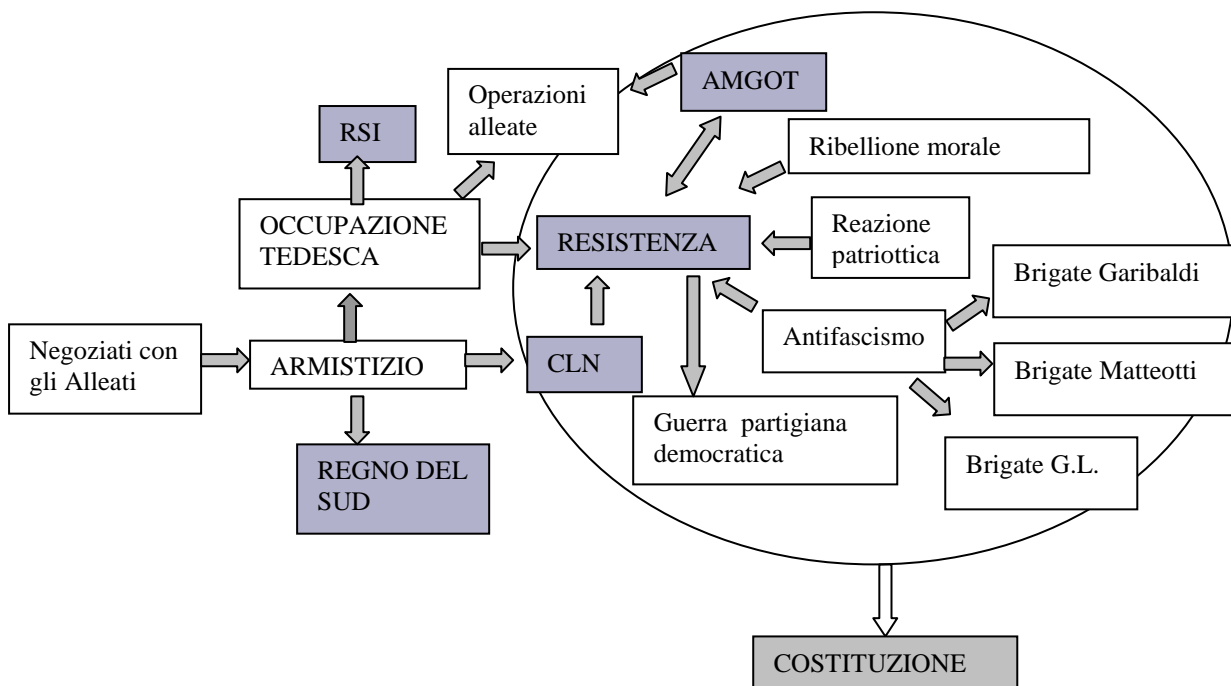 AMGOT
Operazioni
alleate
RSI
Ribellione morale
OCCUPAZIONE
TEDESCA
RESISTENZA
Reazione
patriottica
Brigate Garibaldi
Negoziati con
gli Alleati
ARMISTIZIO
CLN
Antifascismo
Brigate Matteotti
Guerra partigiana
democratica
Brigate G.L.
REGNO DEL
SUD
COSTITUZIONE